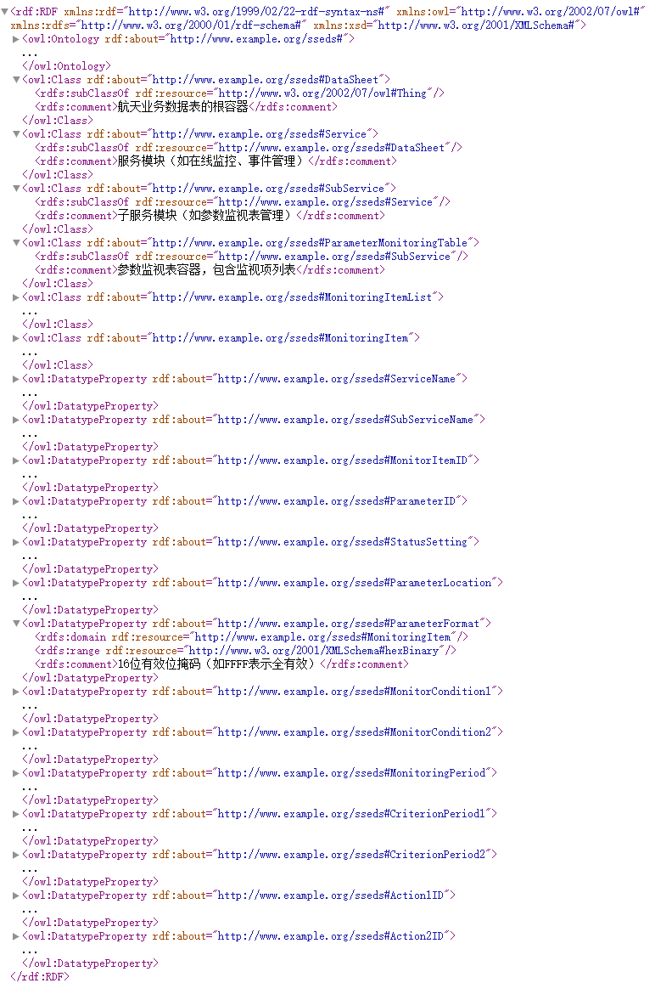 ▼<rdf:RDF xmlns:rdf="http://www.w3.org/1999/02/22-rdf-syntax-ns#" xmlns:owl="http://www.w3.org/2002/07/owl#"
xmlns:rdfs="http://www.w3.org/2000/01/rdf-schema#" xmlns:xsd="http://www.w3.org/2001/XMLSchema#">
▶<owl:Ontology rdf:about="http://www.example.org/sseds#">
...
</owl:Ontology>
▼<owl:Class rdf:about="http://www.example.org/sseds#DataSheet">
<rdfs:subClassOf rdf:resource="http://www.w3.org/2002/07/owl#Thing"/>
<rdfs:comment>航天业务数据表的根容器</rdfs:comment>
</owl:Class>
▼<owl:Class rdf:about="http://www.example.org/sseds#Service">
<rdfs:subClassOf rdf:resource="http://www.example.org/sseds#DataSheet"/>
<rdfs:comment>服务模块（如在线监控、事件管理）</rdfs:comment>
</owl:Class>
▼<owl:Class rdf:about="http://www.example.org/sseds#SubService">
<rdfs:subClassOf rdf:resource="http://www.example.org/sseds#Service"/>
<rdfs:comment>子服务模块（如参数监视表管理）</rdfs:comment>
</owl:Class>
▼<owl:Class rdf:about="http://www.example.org/sseds#ParameterMonitoringTable">
<rdfs:subClassOf rdf:resource="http://www.example.org/sseds#SubService"/>
<rdfs:comment>参数监视表容器，包含监视项列表</rdfs:comment>
</owl:Class>
▶<owl:Class rdf:about="http://www.example.org/sseds#MonitoringItemList">
...
</owl:Class>
▶<owl:Class rdf:about="http://www.example.org/sseds#MonitoringItem">
...
</owl:Class>
▶<owl:DatatypeProperty rdf:about="http://www.example.org/sseds#ServiceName">
...
</owl:DatatypeProperty>
▶<owl:DatatypeProperty rdf:about="http://www.example.org/sseds#SubServiceName">
...
</owl:DatatypeProperty>
▶<owl:DatatypeProperty rdf:about="http://www.example.org/sseds#MonitorItemID">
...
</owl:DatatypeProperty>
▶<owl:DatatypeProperty rdf:about="http://www.example.org/sseds#ParameterID">
...
</owl:DatatypeProperty>
▶<owl:DatatypeProperty rdf:about="http://www.example.org/sseds#StatusSetting">
...
</owl:DatatypeProperty>
▶<owl:DatatypeProperty rdf:about="http://www.example.org/sseds#ParameterLocation">
...
</owl:DatatypeProperty>
▼<owl:DatatypeProperty rdf:about="http://www.example.org/sseds#ParameterFormat">
<rdfs:domain rdf:resource="http://www.example.org/sseds#MonitoringItem"/>
<rdfs:range rdf:resource="http://www.w3.org/2001/XMLSchema#hexBinary"/>
<rdfs:comment>16位有效位掩码（如FFFF表示全有效）</rdfs:comment>
</owl:DatatypeProperty>
▶<owl:DatatypeProperty rdf:about="http://www.example.org/sseds#MonitorCondition1">
...
</owl:DatatypeProperty>
▶<owl:DatatypeProperty rdf:about="http://www.example.org/sseds#MonitorCondition2">
...
</owl:DatatypeProperty>
▶<owl:DatatypeProperty rdf:about="http://www.example.org/sseds#MonitoringPeriod">
...
</owl:DatatypeProperty>
▶<owl:DatatypeProperty rdf:about="http://www.example.org/sseds#CriterionPeriod1">
...
</owl:DatatypeProperty>
▶<owl:DatatypeProperty rdf:about="http://www.example.org/sseds#CriterionPeriod2">
...
</owl:DatatypeProperty>
▶<owl:DatatypeProperty rdf:about="http://www.example.org/sseds#Action1ID">
...
</owl:DatatypeProperty>
▶<owl:DatatypeProperty rdf:about="http://www.example.org/sseds#Action2ID">
...
</owl:DatatypeProperty>
</rdf:RDF>